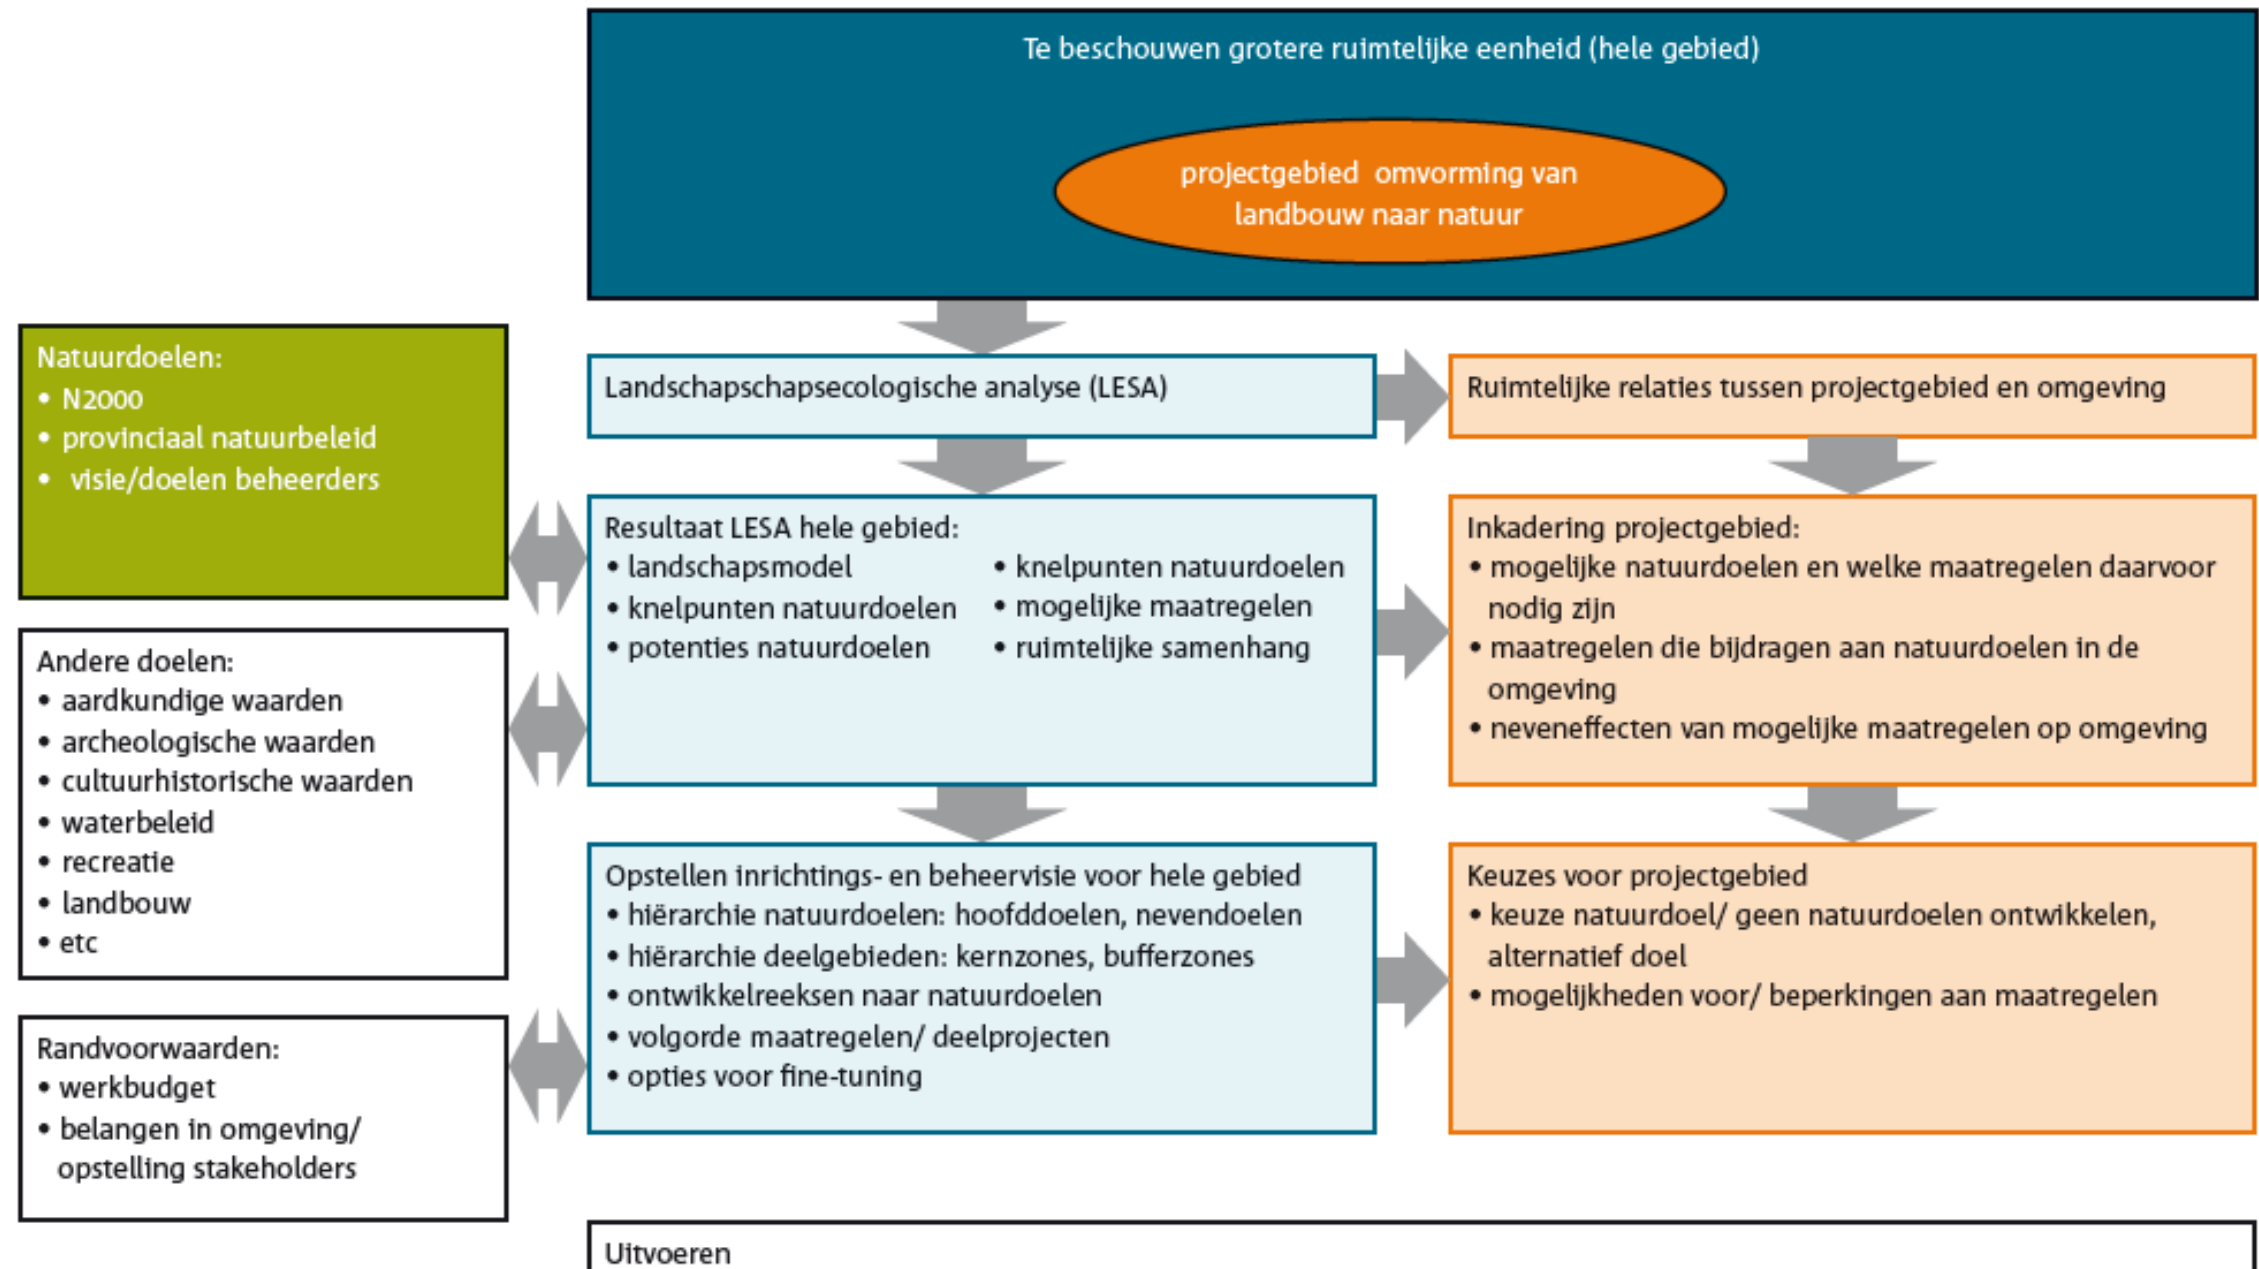 Te beschouwen grotere ruimtelijke eenheid (hele gebied)
projectgebied omvorming van
landbouw naar natuur
Natuurdoelen:
• N2000
• provinciaal natuurbeleid
• visie/doelen beheerders
Andere doelen:
• aardkundige waarden
• archeologische waarden
• cultuurhistorische waarden
• waterbeleid
• recreatie
• landbouw
• etc
Randvoorwaarden:
• werkbudget
• belangen in omgeving/
opstelling stakeholders
Landschapschapsecologische analyse (LESA)
Resultaat LESA hele gebied:
• landschapsmodel
• knelpunten natuurdoelen
• potenties natuurdoelen
• knelpunten natuurdoelen
• mogelijke maatregelen
• ruimtelijke samenhang
Opstellen inrichtings- en beheervisie voor hele gebied
• hiërarchie natuurdoelen: hoofddoelen, nevendoelen
• hiërarchie deelgebieden: kernzones, bufferzones
• ontwikkelreeksen naar natuurdoelen
• volgorde maatregelen/ deelprojecten
• opties voor fine-tuning
Ruimtelijke relaties tussen projectgebied en omgeving
Inkadering projectgebied:
• mogelijke natuurdoelen en welke maatregelen daarvoor
nodig zijn
• maatregelen die bijdragen aan natuurdoelen in de
omgeving
• neveneffecten van mogelijke maatregelen op omgeving
Keuzes voor projectgebied
• keuze natuurdoel/ geen natuurdoelen ontwikkelen,
alternatief doel
• mogelijkheden voor/ beperkingen aan maatregelen
Uitvoeren